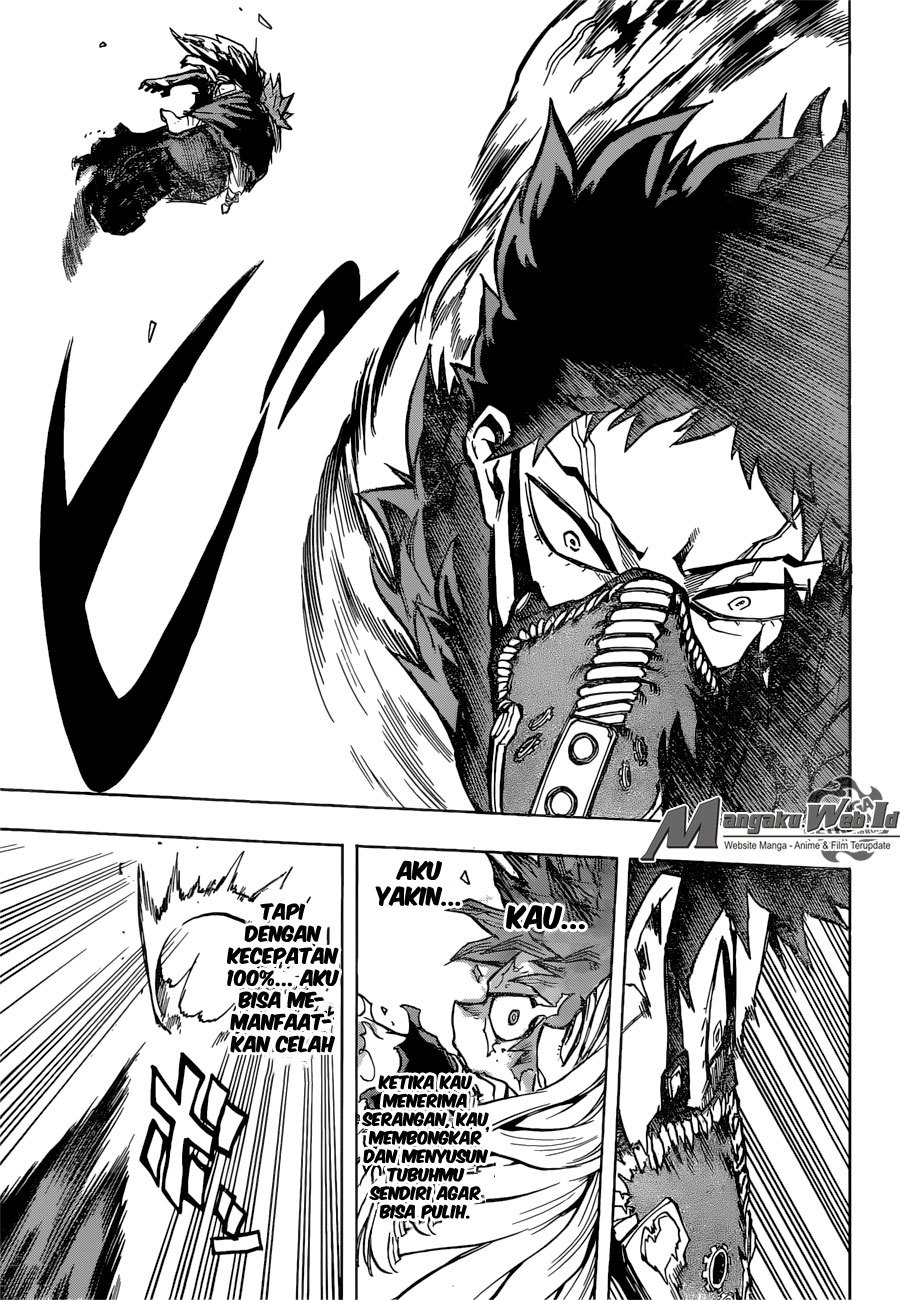 Mangaku Web.Id
Website Manga - Anime & Film Terupdate
KAU...
AKU
YAKIN...
KETIKA KAU
MENERIMA
SERANGAN, KAU
MEMBONGKAR
DAN MENYUSUN
TUBUHMU
SENDIRI AGAR
BISA PULIH.
TAPI
DENGAN
KECEPATAN
100%... AKU
BISA ME-
MANFAAT-
KAN CELAH